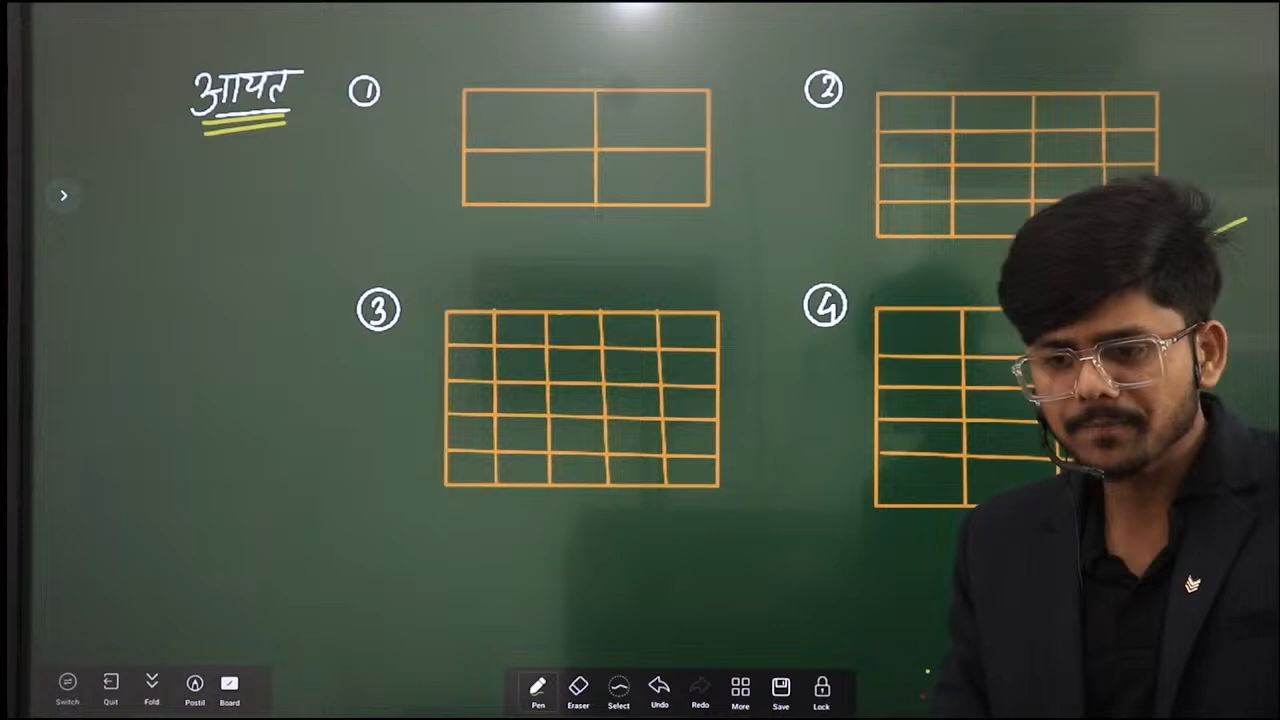 आयत
①
②
③
④
Switch Quit Fold Postil Board
Pen Eraser Select Undo Redo More Save Lock